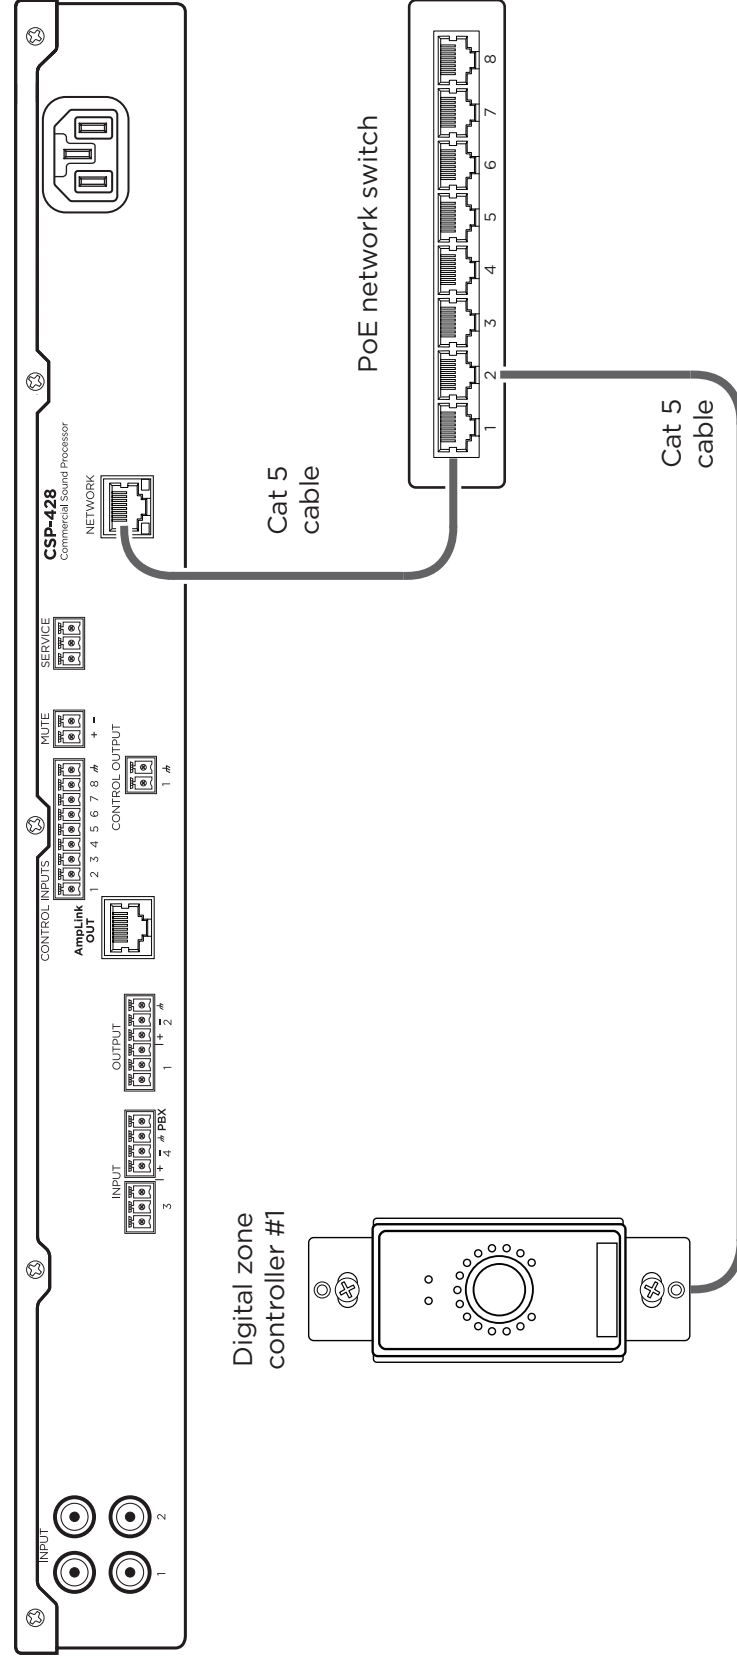 INPUT
1
2
INPUT
3
+ − 4 PBX
OUTPUT
1
+ − 2
AmpLink
OUT
CONTROL INPUTS
1 2 3 4 5 6 7 8
CONTROL OUTPUT
1
MUTE
+ −
SERVICE
CSP-428
Commercial Sound Processor
NETWORK
Cat 5
cable
PoE network switch
1 2 3 4 5 6 7 8
Cat 5
cable
Digital zone
controller #1